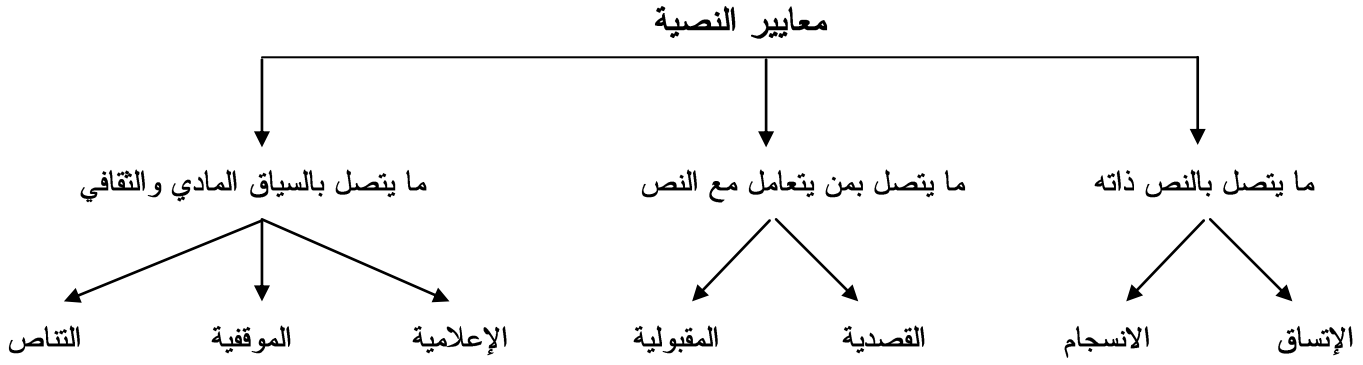 معايير النصية
ما يتصل بالنص ذاته
ما يتصل بمن يتعامل مع النص
ما يتصل بالسياق المادي والثقافي
الإتساق
الانسجام
القصدية
المقبولية
الإعلامية
الموقفية
التناص